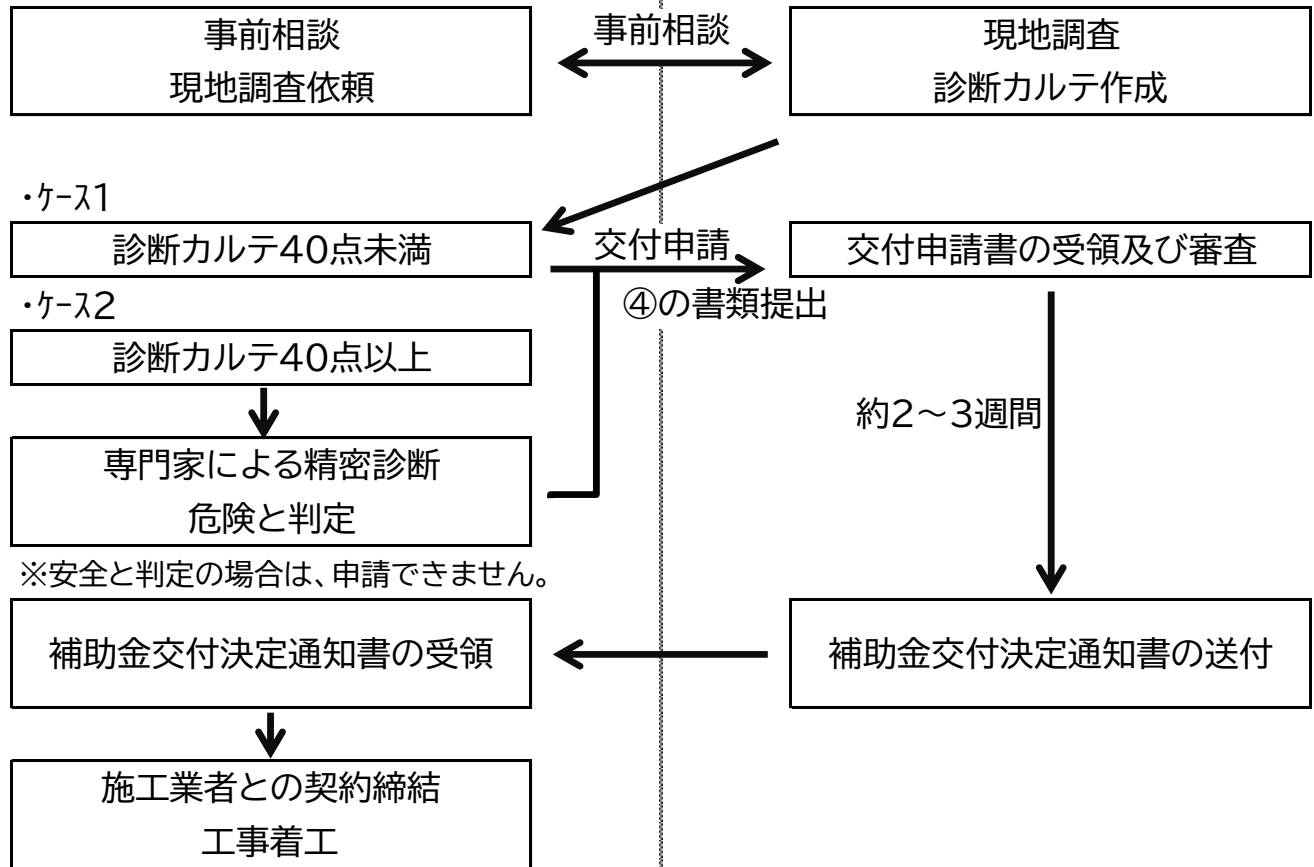 事前相談
現地調査依頼
事前相談
現地調査
診断カルテ作成
・ｹｰｽ1
診断カルテ40点未満
交付申請
交付申請書の受領及び審査
④の書類提出
・ｹｰｽ2
診断カルテ40点以上
約2～3週間
専門家による精密診断
危険と判定
※安全と判定の場合は、申請できません。
補助金交付決定通知書の受領
補助金交付決定通知書の送付
施工業者との契約締結
工事着工